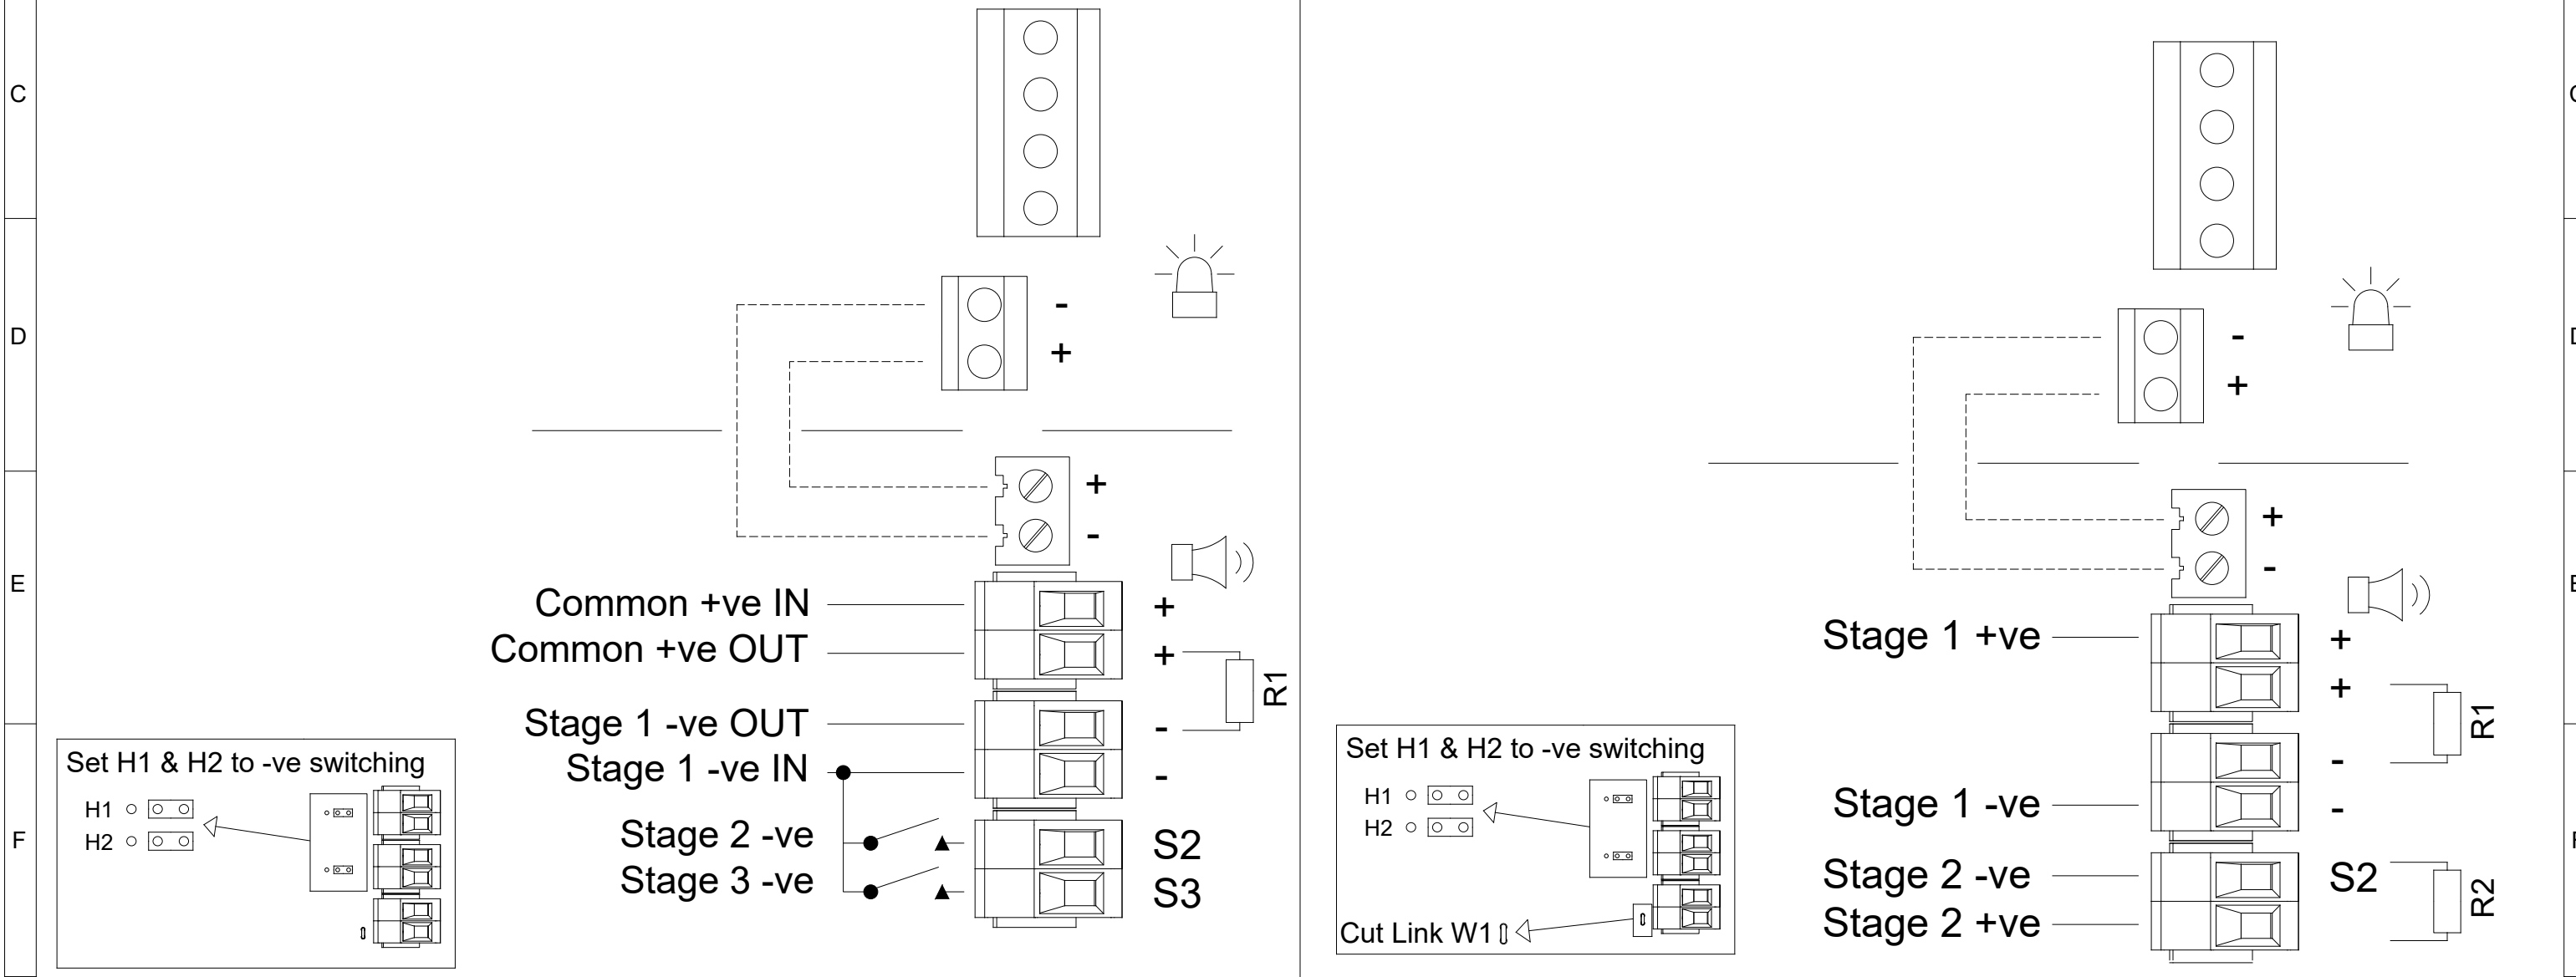 C
D
E
F
-
+
+
-
Common +ve IN
+
Common +ve OUT
+
R1
Stage 1 -ve OUT
-
Stage 1 -ve IN
-
Stage 2 -ve
S2
Stage 3 -ve
S3
Set H1 & H2 to -ve switching
H1
H2
-
+
+
-
Stage 1 +ve
+
+
R1
-
Stage 1 -ve
-
Stage 2 -ve
S2
Stage 2 +ve
R2
Set H1 & H2 to -ve switching
H1
H2
Cut Link W1